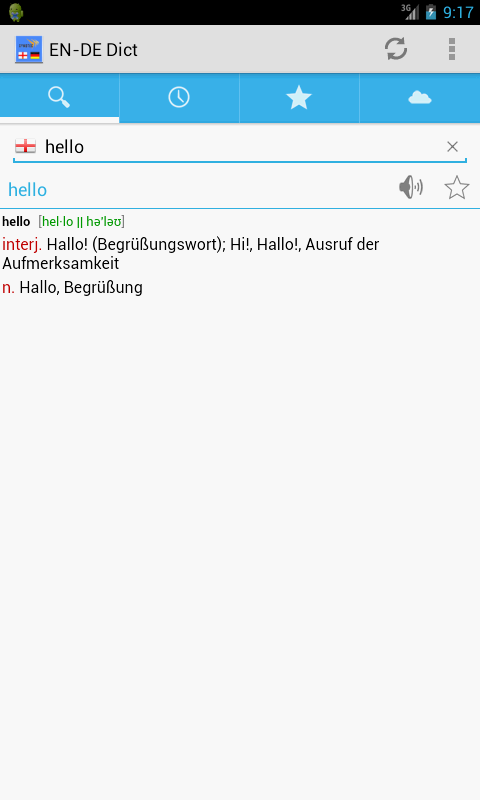 3G 9:17
EN-DE Dict
hello
hello
hello [hel·lo || hə'ləʊ]
interj. Hallo! (Begrüßungswort); Hi!, Hallo!, Ausruf der
Aufmerksamkeit
n. Hallo, Begrüßung